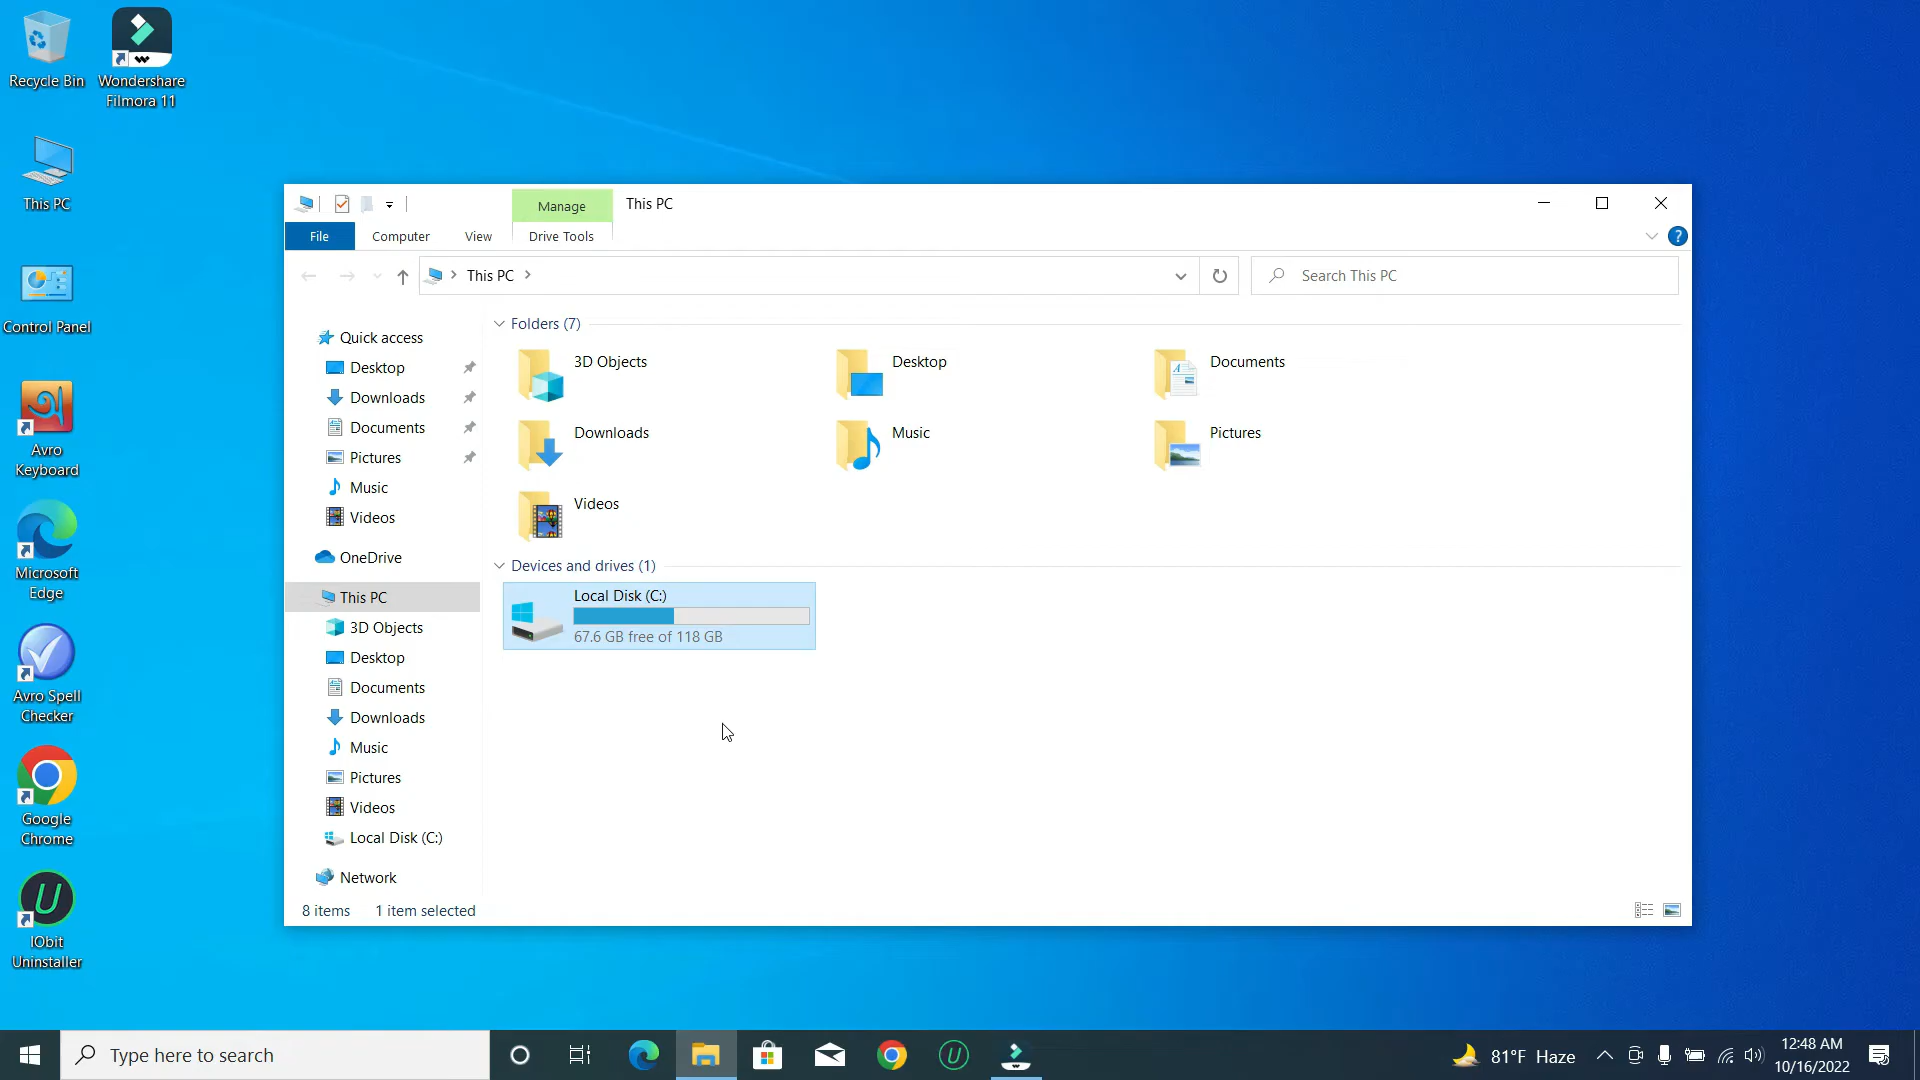 Recycle Bin
Wondershare
Filmora 11
This PC
Control Panel
Avro
Keyboard
Microsoft
Edge
Avro Spell
Checker
Google
Chrome
IObit
Uninstaller
Manage
This PC
File
Computer
View
Drive Tools
This PC
Search This PC
Quick access
Desktop
Downloads
Documents
Pictures
Music
Videos
OneDrive
This PC
3D Objects
Desktop
Documents
Downloads
Music
Pictures
Videos
Local Disk (C:)
Network
Folders (7)
3D Objects
Desktop
Documents
Downloads
Music
Pictures
Videos
Devices and drives (1)
Local Disk (C:)
67.6 GB free of 118 GB
8 items
1 item selected
Type here to search
81°F Haze
12:48 AM
10/16/2022